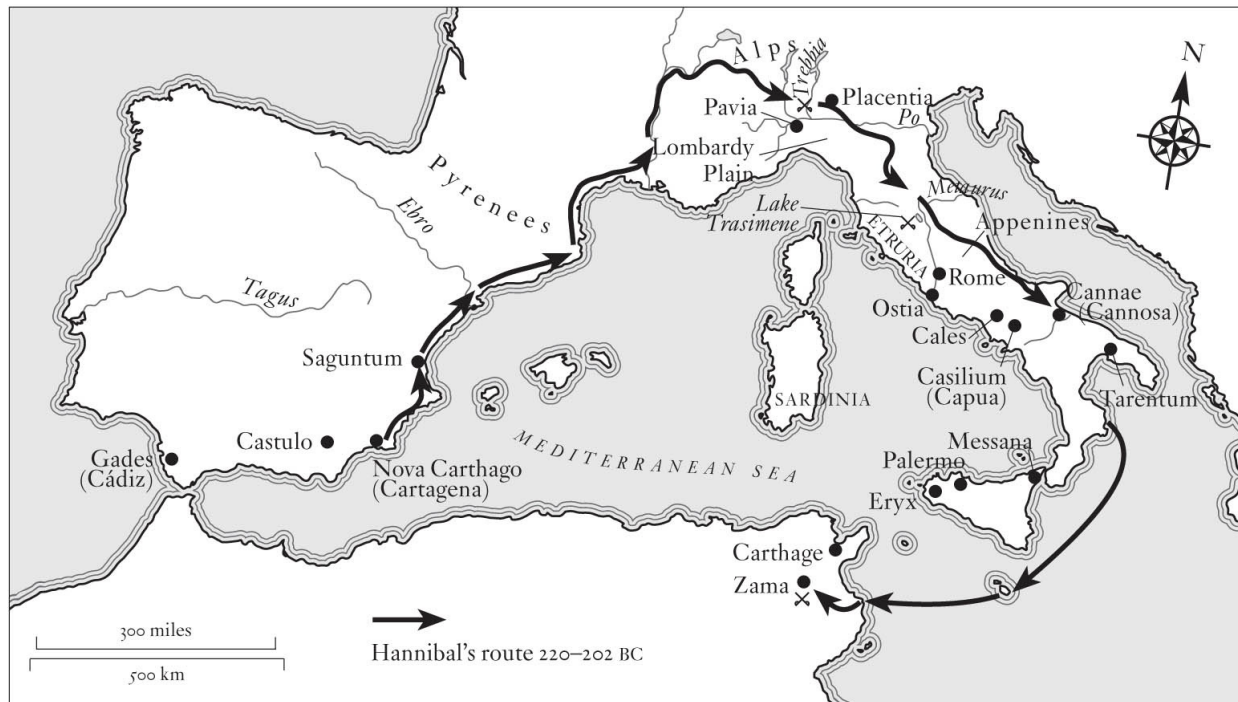 Alps
Trebbia
N
Pavia
Placentia
Po
Lombardy
Plain
Pyrenees
Ebro
Metaurus
Lake
Trasimene
ETRURIA
Appenines
Tagus
Rome
Ostia
Cannae
(Cannosa)
Cales
Saguntum
Casilium
(Capua)
SARDINIA
Tarentum
MEDITERRANEAN SEA
Castulo
Gades
(Cádiz)
Nova Carthago
(Cartagena)
Messana
Palermo
Eryx
Carthage
Zama
300 miles
500 km
Hannibal's route 220–202 BC